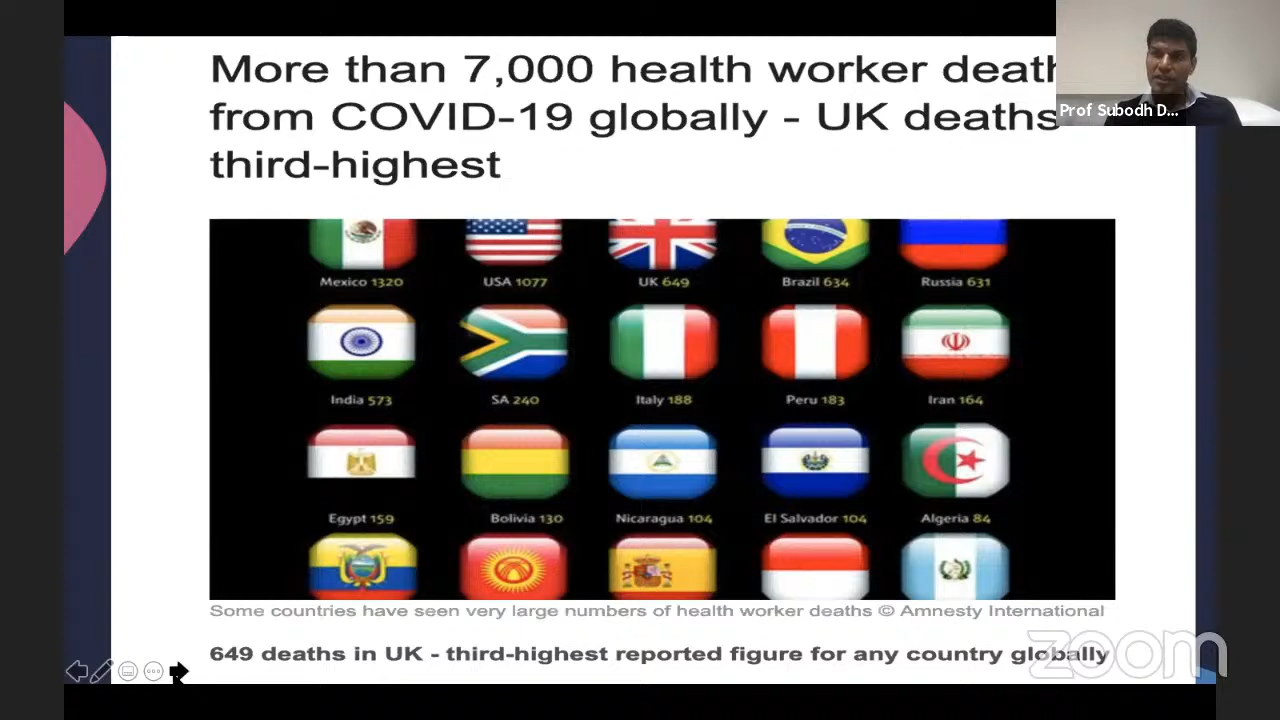 More than 7,000 health worker death
from COVID-19 globally - UK deaths
third-highest
Prof Subodh D...
Mexico 1320 USA 1077 UK 649 Brazil 634 Russia 631
India 573 SA 240 Italy 188 Peru 183 Iran 164
Egypt 159 Bolivia 130 Nicaragua 104 El Salvador 104 Algeria 84
Some countries have seen very large numbers of health worker deaths © Amnesty International
649 deaths in UK - third-highest reported figure for any country globally
zoom